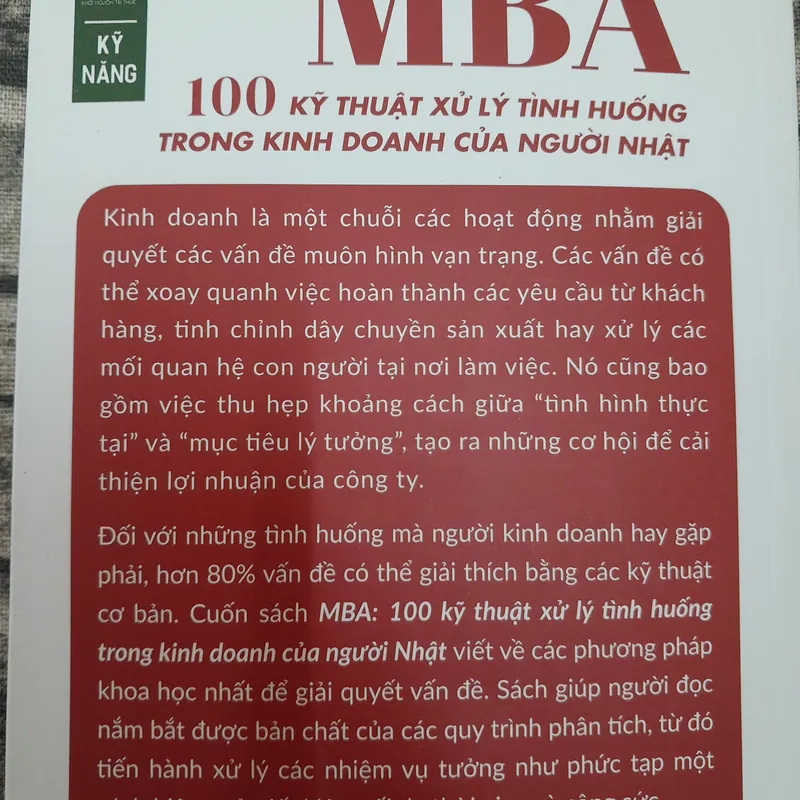 KHƠI NGUỒN TRI THỨC
KỸ
NĂNG
MBA
100 KỸ THUẬT XỬ LÝ TÌNH HUỐNG
TRONG KINH DOANH CỦA NGƯỜI NHẬT
Kinh doanh là một chuỗi các hoạt động nhằm giải
quyết các vấn đề muôn hình vạn trạng. Các vấn đề có
thể xoay quanh việc hoàn thành các yêu cầu từ khách
hàng, tinh chỉnh dây chuyền sản xuất hay xử lý các
mối quan hệ con người tại nơi làm việc. Nó cũng bao
gồm việc thu hẹp khoảng cách giữa “tình hình thực
tại” và “mục tiêu lý tưởng”, tạo ra những cơ hội để cải
thiện lợi nhuận của công ty.
Đối với những tình huống mà người kinh doanh hay gặp
phải, hơn 80% vấn đề có thể giải thích bằng các kỹ thuật
cơ bản. Cuốn sách MBA: 100 kỹ thuật xử lý tình huống
trong kinh doanh của người Nhật viết về các phương pháp
khoa học nhất để giải quyết vấn đề. Sách giúp người đọc
nắm bắt được bản chất của các quy trình phân tích, từ đó
tiến hành xử lý các nhiệm vụ tưởng như phức tạp một